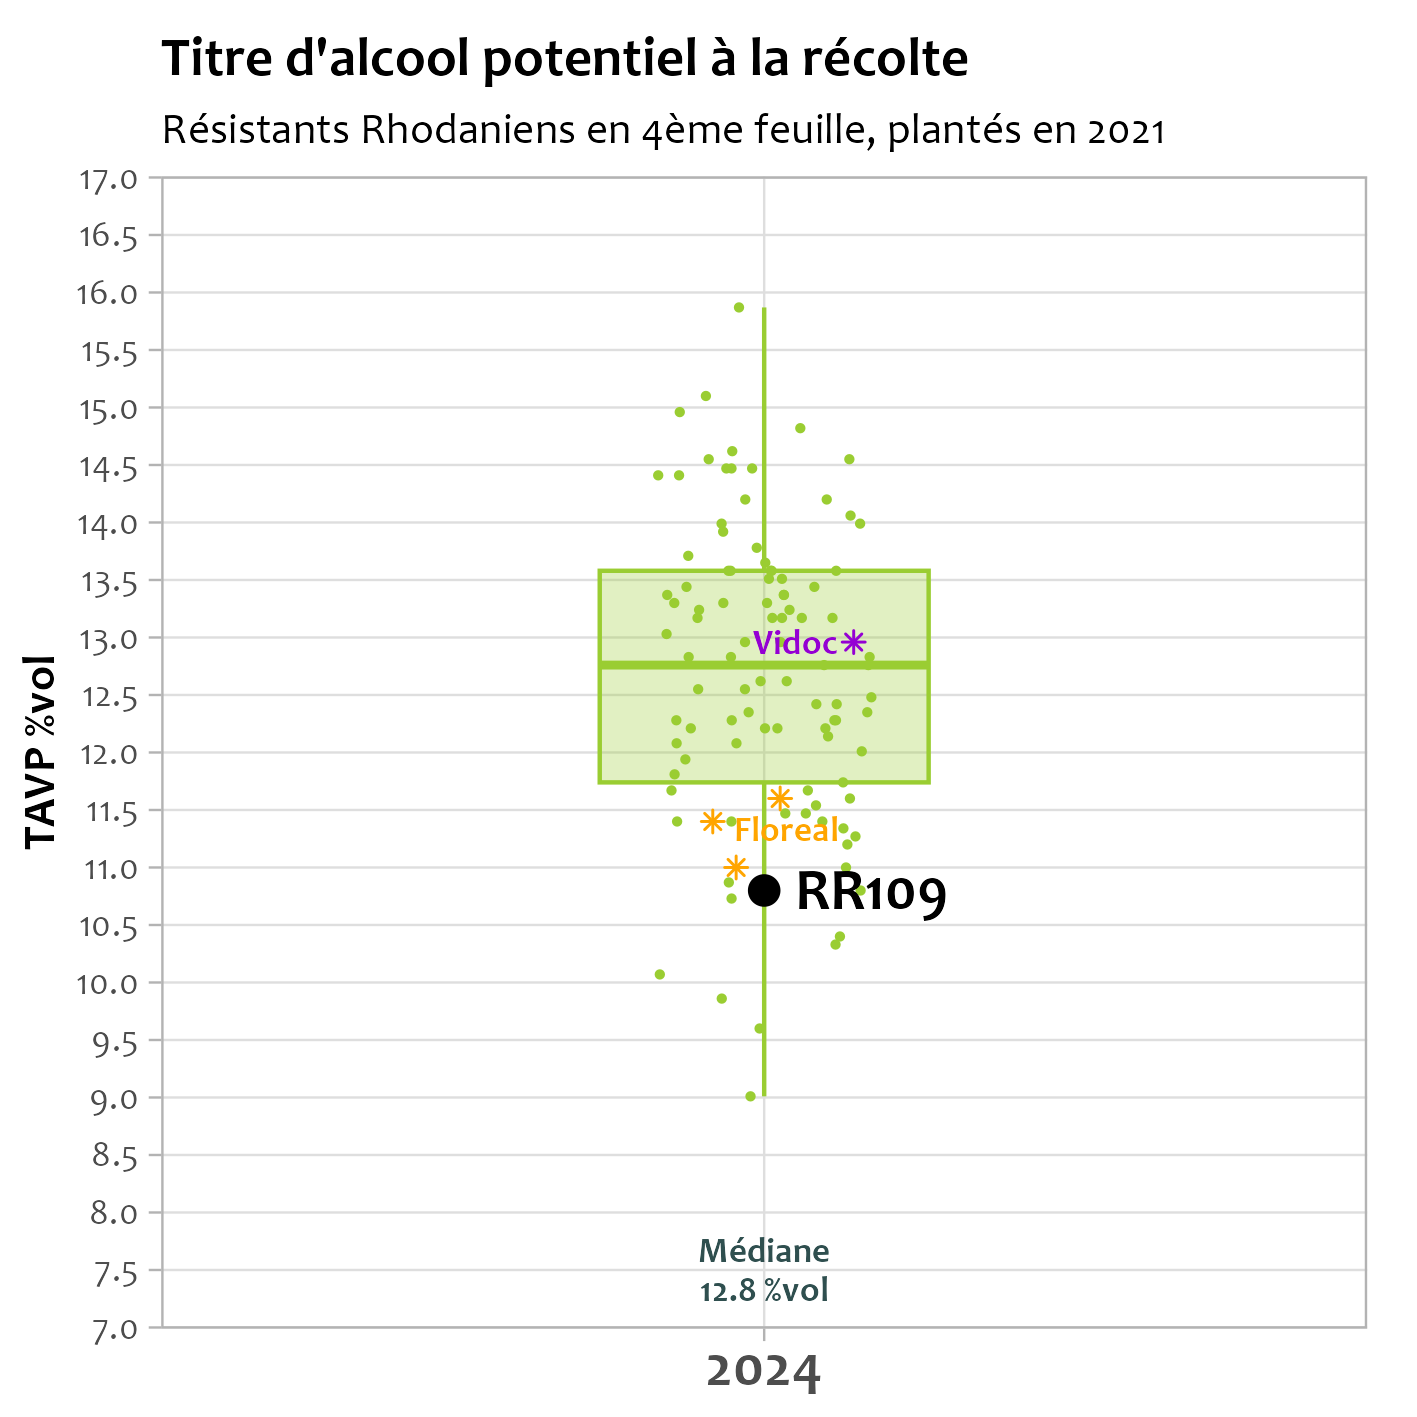 Titre d'alcool potentiel à la récolte
Résistants Rhodaniens en 4ème feuille, plantés en 2021
TAVP %vol
17.0
16.5
16.0
15.5
15.0
14.5
14.0
13.5
13.0
12.5
12.0
11.5
11.0
10.5
10.0
9.5
9.0
8.5
8.0
7.5
7.0
Vidoc
Floreal
RR109
Médiane
12.8 %vol
2024